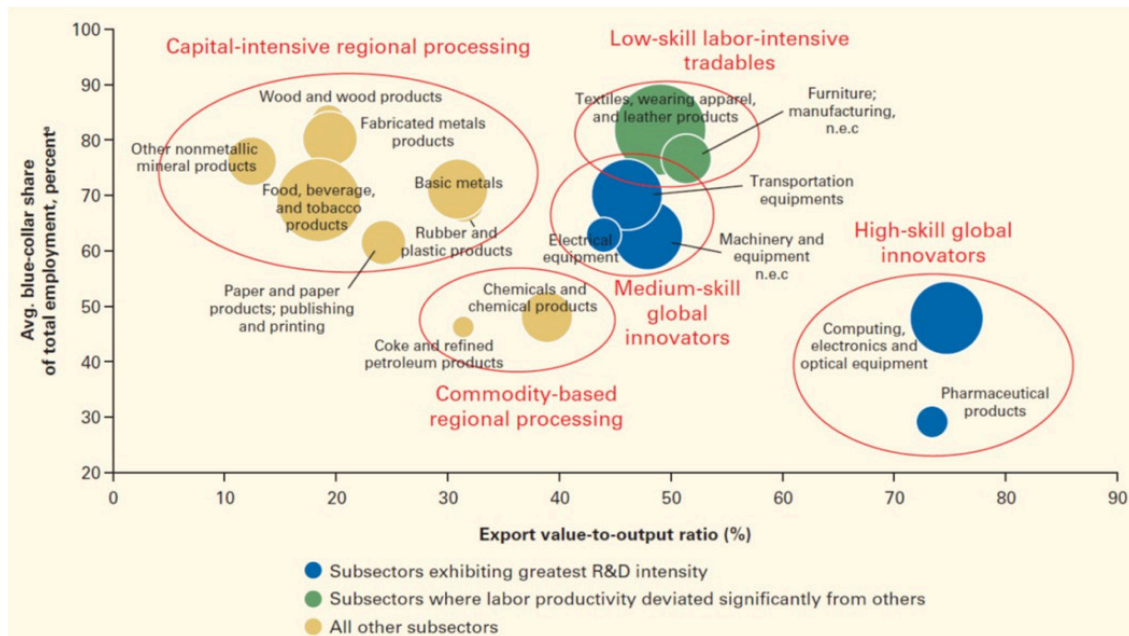 Capital-intensive regional processing
Low-skill labor-intensive
tradables
Wood and wood products
Fabricated metals
products
Other nonmetallic
mineral products
Food, beverage,
and tobacco
products
Basic metals
Rubber and
plastic products
Paper and paper
products; publishing
and printing
Textiles, wearing apparel,
and leather products
Furniture;
manufacturing,
n.e.c
Transportation
equipments
Electrical
equipment
Machinery and
equipment
n.e.c
Medium-skill
global
innovators
High-skill global
innovators
Computing,
electronics and
optical equipment
Pharmaceutical
products
Chemicals and
chemical products
Coke and refined
petroleum products
Commodity-based
regional processing
Avg. blue-collar share
of total employment, percentª
100
90
80
70
60
50
40
30
20
0
10
20
30
40
50
60
70
80
90
Export value-to-output ratio (%)
Subsectors exhibiting greatest R&D intensity
Subsectors where labor productivity deviated significantly from others
All other subsectors